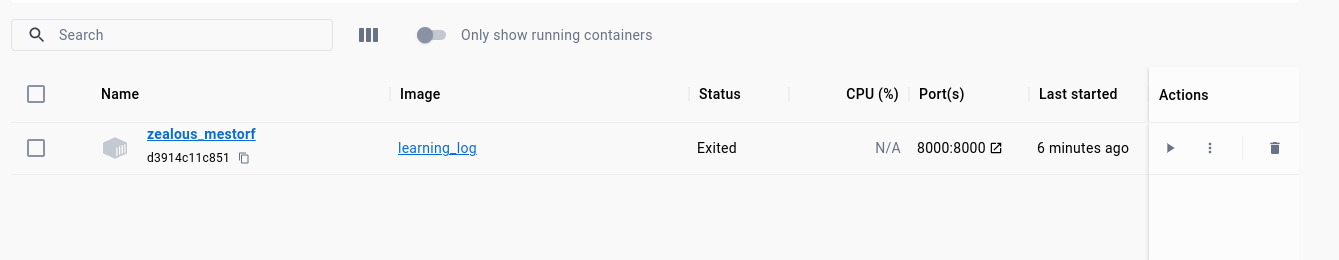 Search
Only show running containers
Name Image Status CPU (%) Port(s) Last started Actions
zealous_mestorf
d3914c11c851
learning_log Exited N/A 8000:8000 6 minutes ago